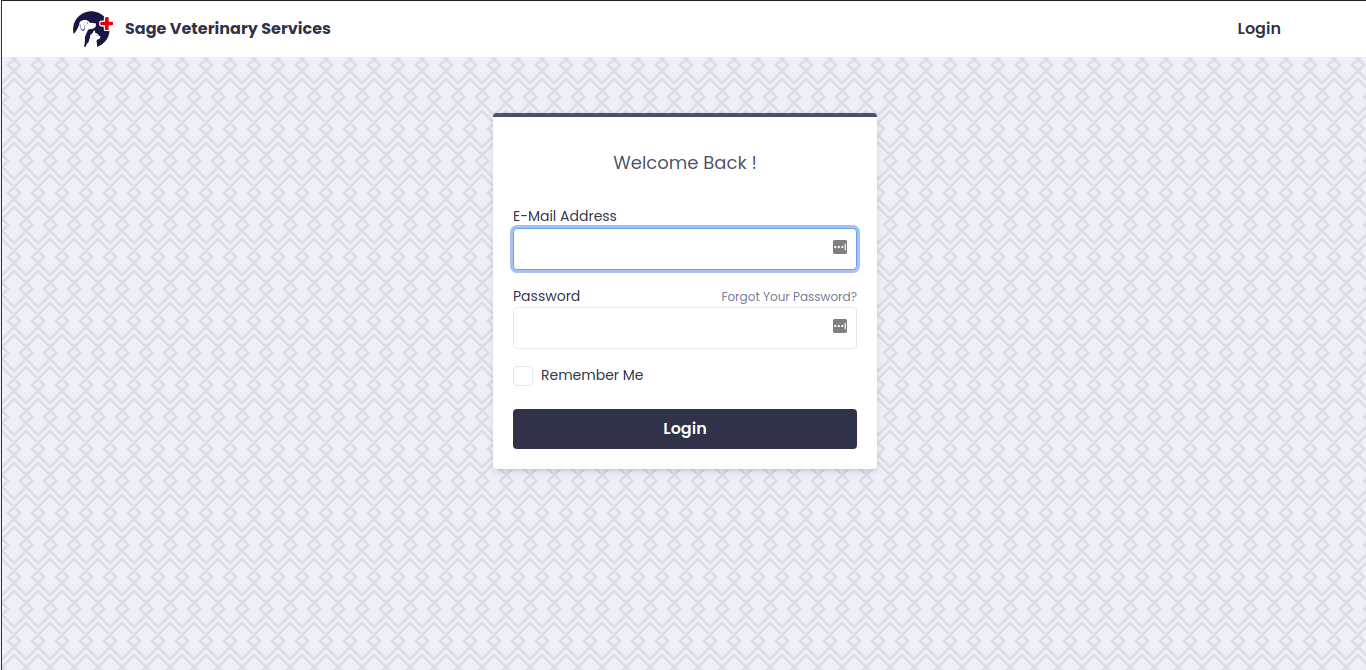 Sage Veterinary Services
Login
Welcome Back !
E-Mail Address
Password
Forgot Your Password?
Remember Me
Login